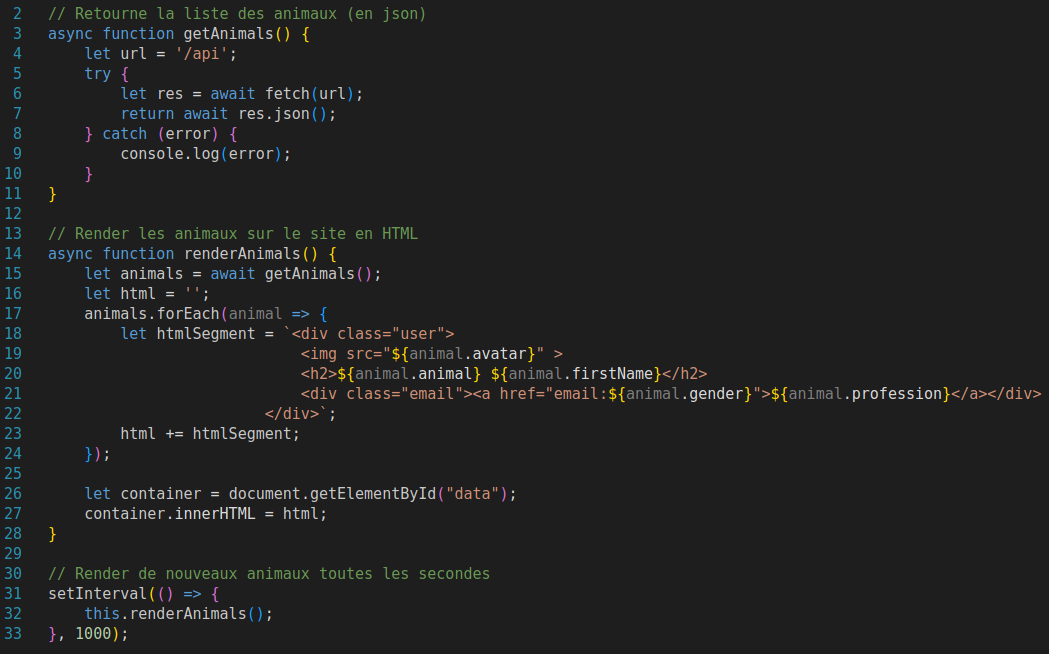 2 // Retourne la liste des animaux (en json)
3 async function getAnimals() {
4     let url = '/api';
5     try {
6         let res = await fetch(url);
7         return await res.json();
8     } catch (error) {
9         console.log(error);
10     }
11 }
12
13 // Render les animaux sur le site en HTML
14 async function renderAnimals() {
15     let animals = await getAnimals();
16     let html = '';
17     animals.forEach(animal => {
18         let htmlSegment = `<div class="user">
19                             <img src="${animal.avatar}" >
20                             <h2>${animal.animal} ${animal.firstName}</h2>
21                             <div class="email"><a href="email:${animal.gender}">${animal.profession}</a></div>
22                         </div>`;
23         html += htmlSegment;
24     });
25
26     let container = document.getElementById("data");
27     container.innerHTML = html;
28 }
29
30 // Render de nouveaux animaux toutes les secondes
31 setInterval(() => {
32     this.renderAnimals();
33 }, 1000);